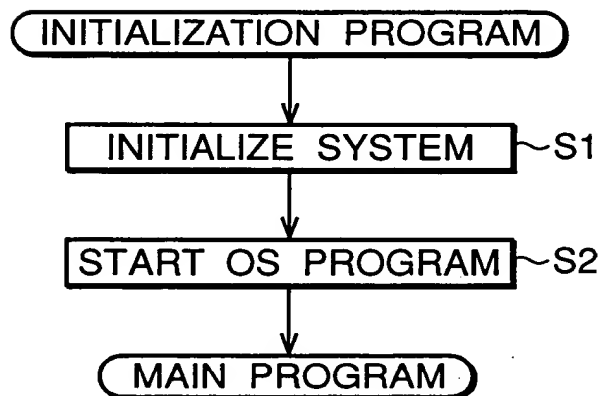 INITIALIZATION PROGRAM
INITIALIZE SYSTEM
S1
START OS PROGRAM
S2
MAIN PROGRAM